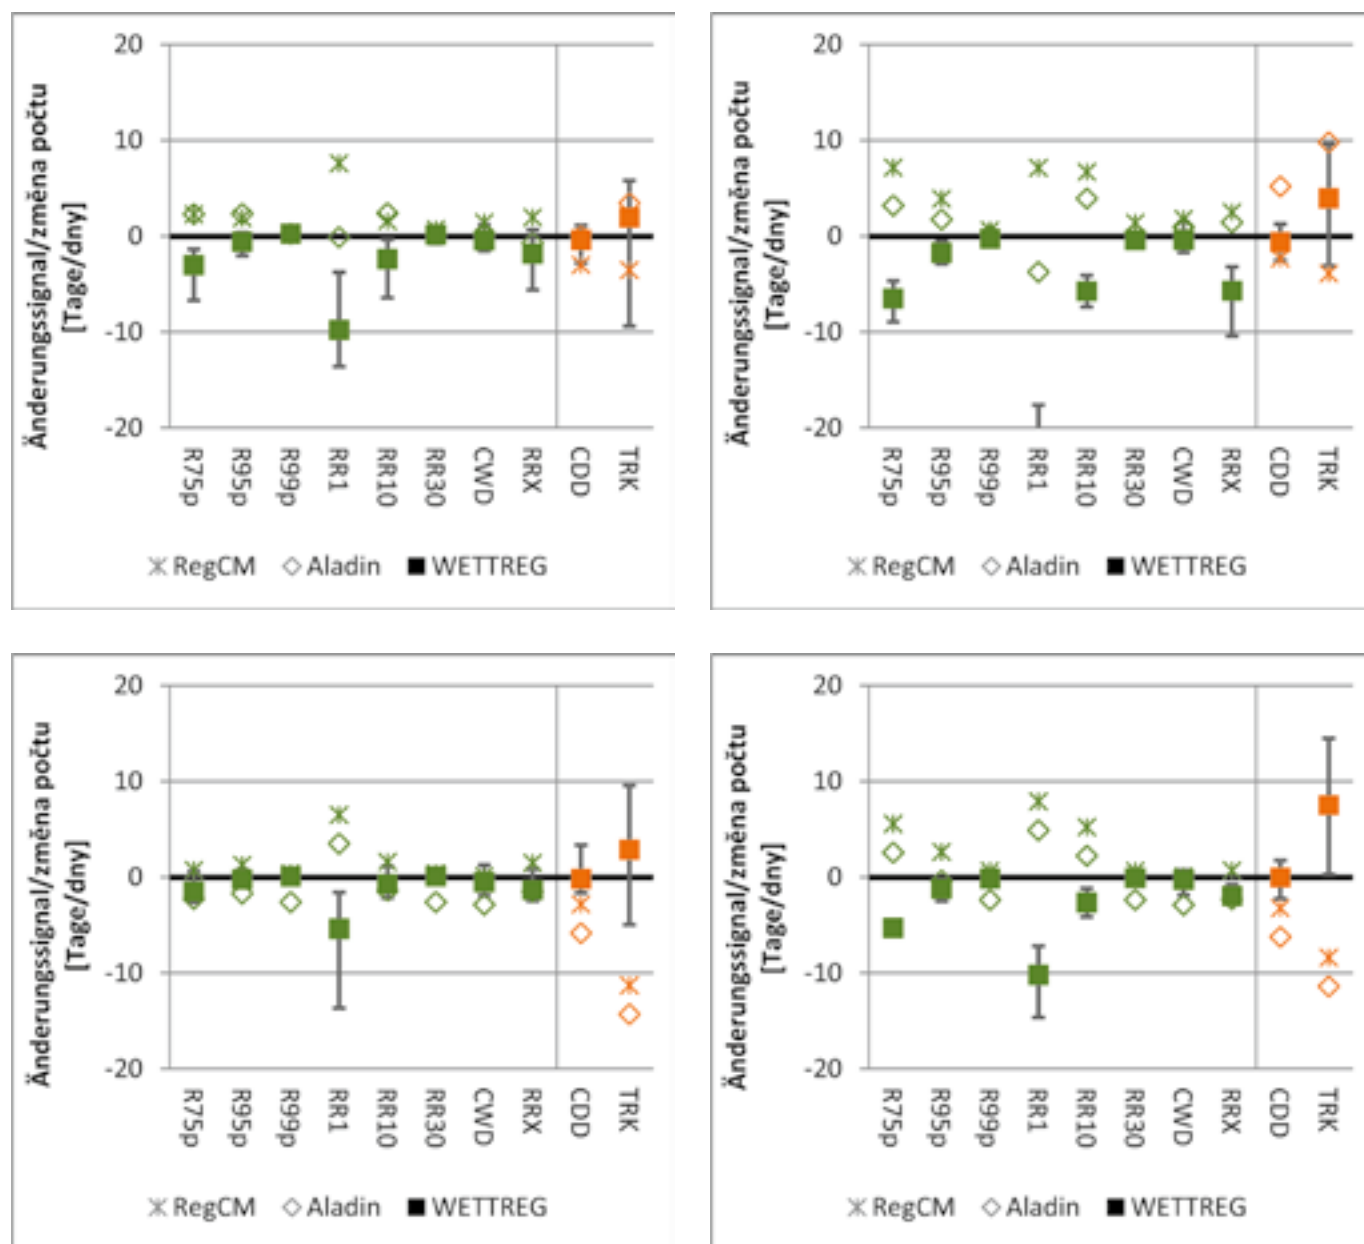 Änderungssignal/změna počtu
[Tage/dny]
20
10
0
-10
-20
R75p R95p R99p RR1 RR10 RR30 CWD RRX CDD TRK
RegCM Aladin WETTREG
Änderungssignal/změna počtu
[Tage/dny]
20
10
0
-10
-20
R75p R95p R99p RR1 RR10 RR30 CWD RRX CDD TRK
RegCM Aladin WETTREG
Änderungssignal/změna počtu
[Tage/dny]
20
10
0
-10
-20
R75p R95p R99p RR1 RR10 RR30 CWD RRX CDD TRK
RegCM Aladin WETTREG
Änderungssignal/změna počtu
[Tage/dny]
20
10
0
-10
-20
R75p R95p R99p RR1 RR10 RR30 CWD RRX CDD TRK
RegCM Aladin WETTREG